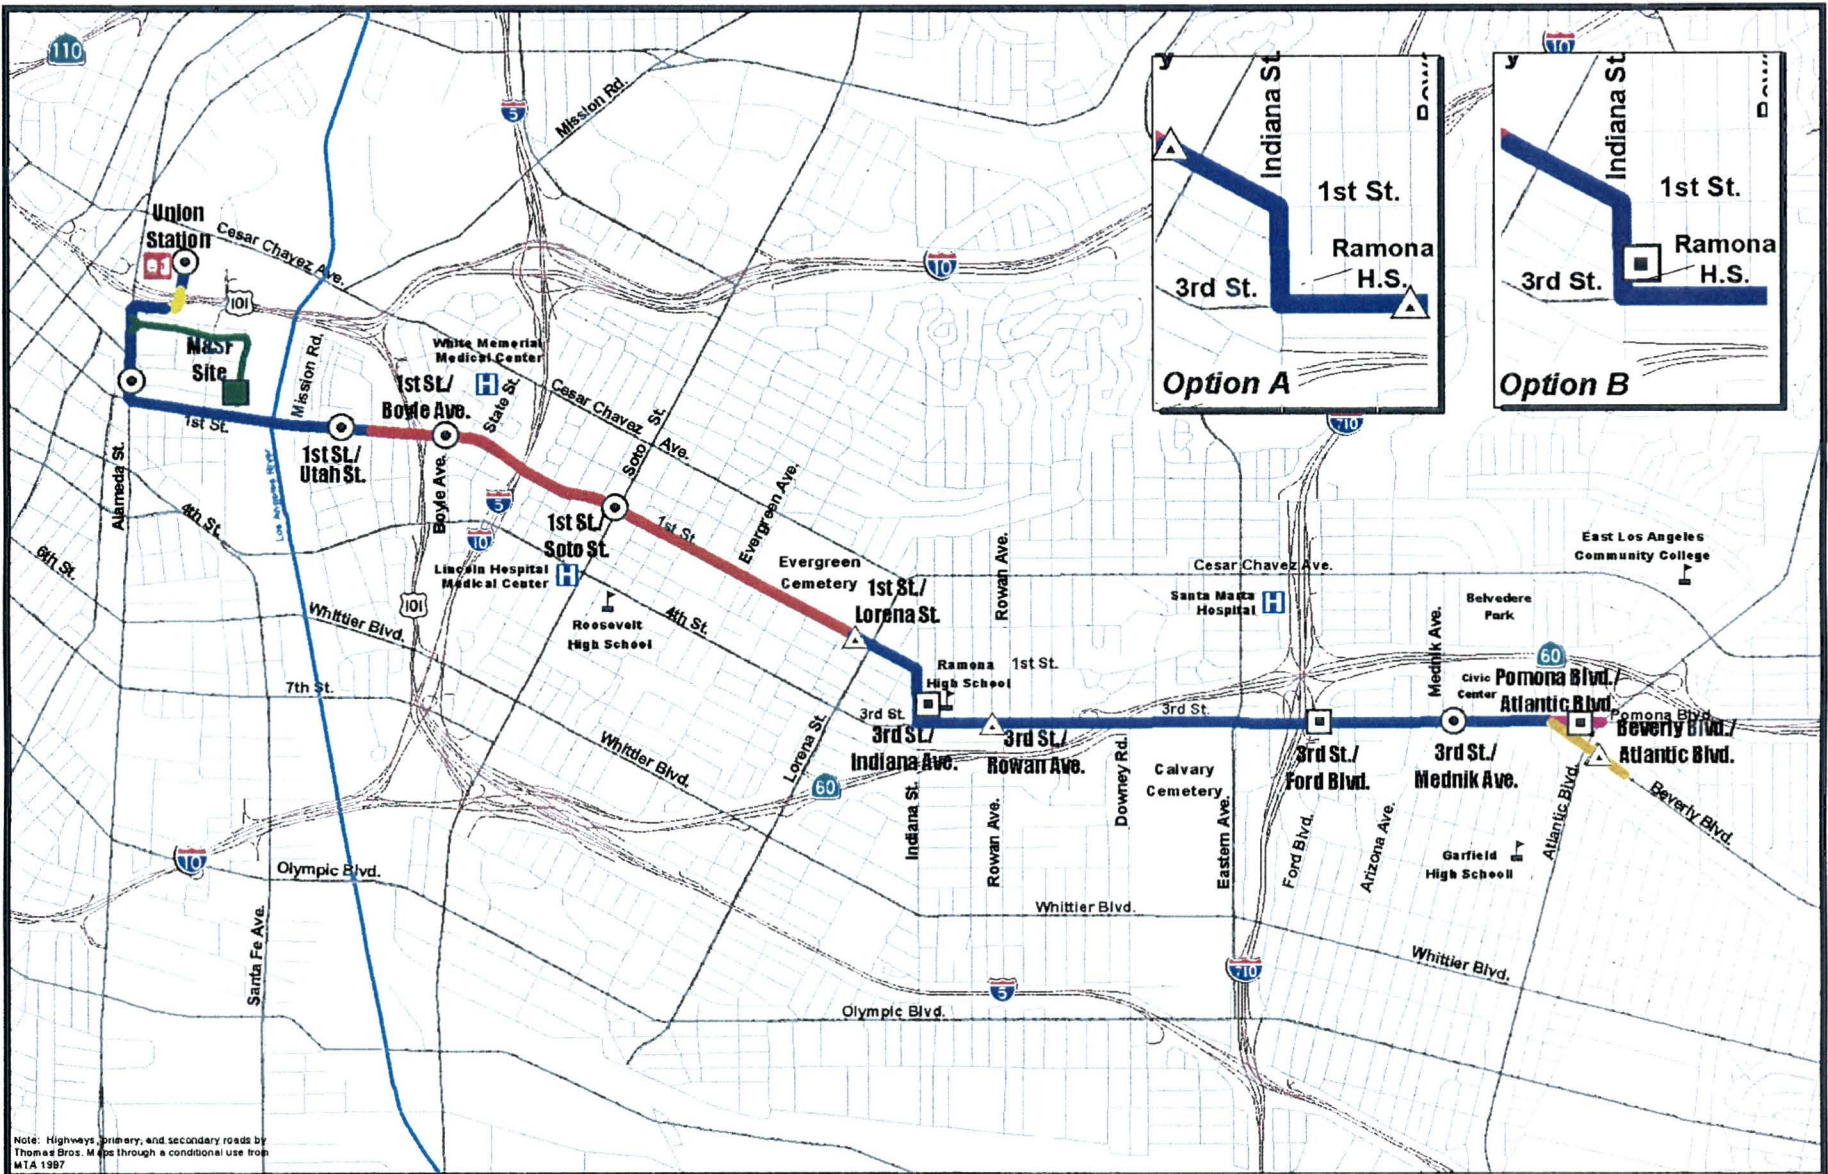 110
5
Mission Rd.
10
Indiana St.
1st St.
Ramona
H.S.
3rd St.
Option A
Indiana St.
1st St.
Ramona
H.S.
3rd St.
Option B
Union
Station
Cesar Chavez Ave.
101
10
M&SF
Site
Mission Rd.
White Memorial
Medical Center
H
1st St./
Boyle Ave.
State St.
Cesar Chavez Ave.
Soto St.
710
1st St.
1st St./
Utah St.
Alameda St.
Los Angeles River
Boyle Ave.
5
10
4th St.
6th St.
1st St./
Soto St.
1st St.
Evergreen Ave.
Evergreen
Cemetery
Lincoln Hospital
Medical Center
H
Roosevelt
High School
4th St.
101
Whittier Blvd.
7th St.
1st St./
Lorena St.
Rowan Ave.
Cesar Chavez Ave.
Santa Marta
Hospital
H
East Los Angeles
Community College
Belvedere
Park
Mednik Ave.
60
Ramona
High School
1st St.
Civic
Center
Pomona Blvd./
Atlantic Blvd.
Pomona Blvd.
3rd St.
3rd St.
3rd St./
Indiana Ave.
3rd St./
Rowan Ave.
3rd St./
Ford Blvd.
3rd St./
Mednik Ave.
Beverly Blvd./
Atlantic Blvd.
Lorena St.
Whittier Blvd.
60
Calvary
Cemetery
Downey Rd.
Indiana St.
Rowan Ave.
Eastern Ave.
Ford Blvd.
Arizona Ave.
Atlantic Blvd.
Beverly Blvd.
Garfield
High Schooll
10
Olympic Blvd.
Santa Fe Ave.
Whittier Blvd.
Whittier Blvd.
710
5
Olympic Blvd.
Note: Highways, primary, and secondary roads by
Thomas Bros. Maps through a conditional use from
MTA 1997